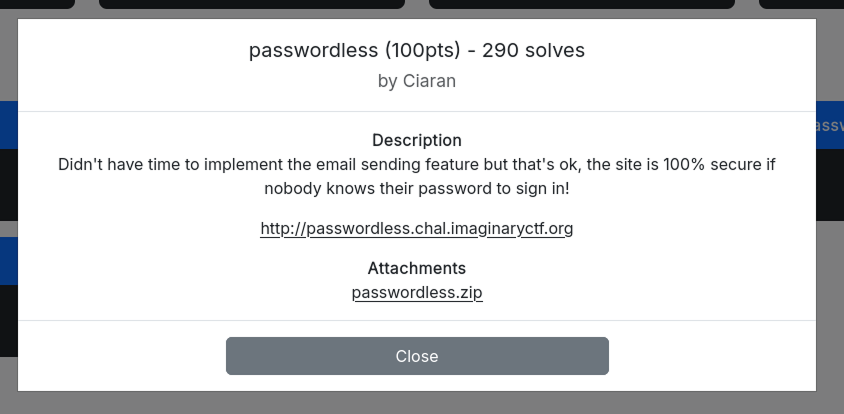 passwordless (100pts) - 290 solves
by Ciaran
assw
Description
Didn't have time to implement the email sending feature but that's ok, the site is 100% secure if
nobody knows their password to sign in!
http://passwordless.chal.imaginaryctf.org
Attachments
passwordless.zip
Close